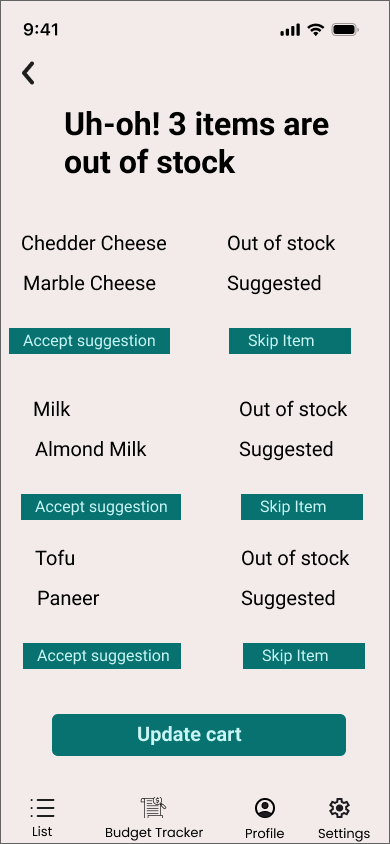 9:41
Uh-oh! 3 items are
out of stock
Chedder Cheese Out of stock
Marble Cheese Suggested
Accept suggestion Skip Item
Milk Out of stock
Almond Milk Suggested
Accept suggestion Skip Item
Tofu Out of stock
Paneer Suggested
Accept suggestion Skip Item
Update cart
List Budget Tracker Profile Settings